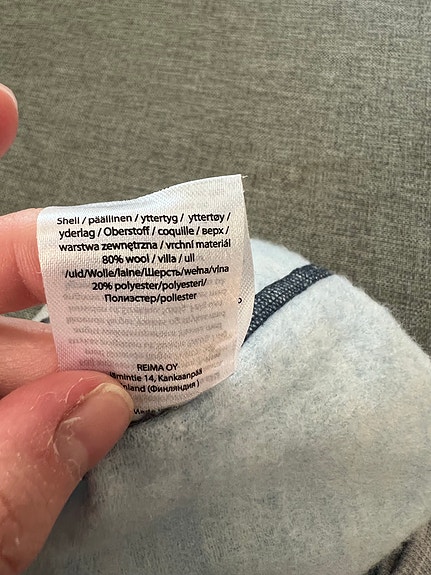 Shell / päällinen / yttertyg / yttertøy /
yderlag / Oberstoff / coquille / верх /
warstwa zewnętrzna / vrchní materiál
80% wool / villa / ull
/uld/Wolle/laine/Шерсть/wełna/vlna
20% polyester/polyesteri/
Полиэстер/poliester
REIMA OY
14, Kankaanpää
(Финляндия )